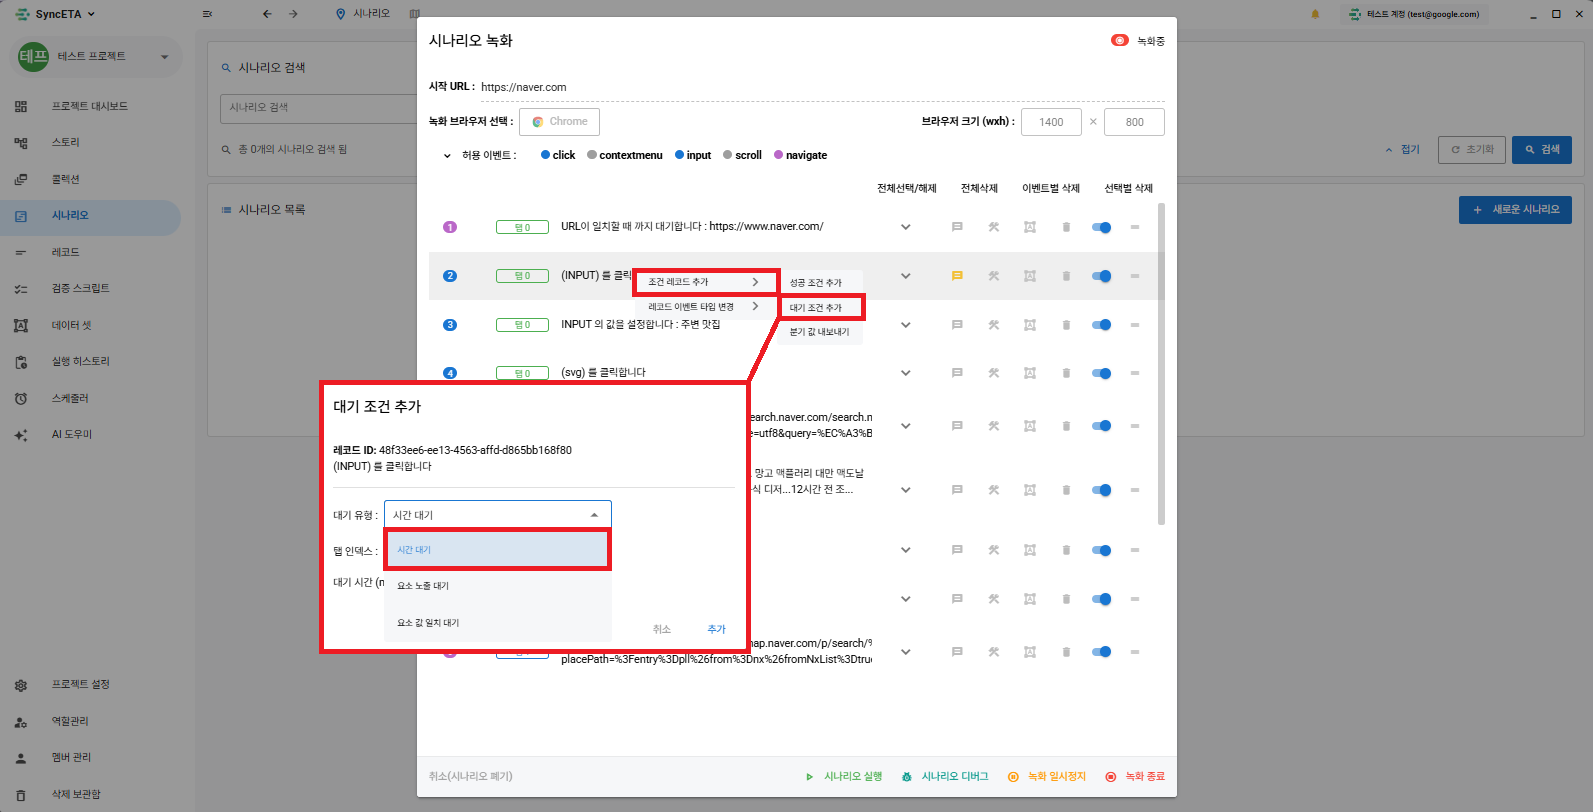 SyncETA
시나리오
테스트 계정 (test@google.com)
테프
테스트 프로젝트
프로젝트 대시보드
스토리
콜렉션
시나리오
레코드
검증 스크립트
데이터 셋
실행 히스토리
스케줄러
AI 도우미
프로젝트 설정
역할관리
멤버 관리
삭제 보관함
시나리오 검색
시나리오 검색
총 0개의 시나리오 검색 됨
접기
초기화
검색
시나리오 목록
새로운 시나리오
시나리오 녹화
녹화중
시작 URL : https://naver.com
녹화 브라우저 선택 : Chrome
브라우저 크기 (wxh) : 1400 × 800
허용 이벤트 : click contextmenu input scroll navigate
전체선택/해제 전체삭제 이벤트별 삭제 선택별 삭제
1 탭 0 URL이 일치할 때 까지 대기합니다 : https://www.naver.com/
2 탭 0 (INPUT) 를 클릭
조건 레코드 추가
레코드 이벤트 타입 변경
성공 조건 추가
대기 조건 추가
분기 값 내보내기
3 탭 0 INPUT 의 값을 설정합니다 : 주변 맛집
4 탭 0 (svg) 를 클릭합니다
earch.naver.com/search.n
e=utf8&query=%EC%A3%B
망고 맥플러리 대만 맥도날
식 디저...12시간 전 조...
nap.naver.com/p/search/%
placePath=%3Fentry%3Dpll%26from%3Dnx%26fromNxList%3Dtrue
대기 조건 추가
레코드 ID: 48f33ee6-ee13-4563-affd-d865bb168f80
(INPUT) 를 클릭합니다
대기 유형 : 시간 대기
탭 인덱스 :
시간 대기
대기 시간 (n
요소 노출 대기
요소 값 일치 대기
취소 추가
취소(시나리오 폐기)
시나리오 실행
시나리오 디버그
녹화 일시정지
녹화 종료